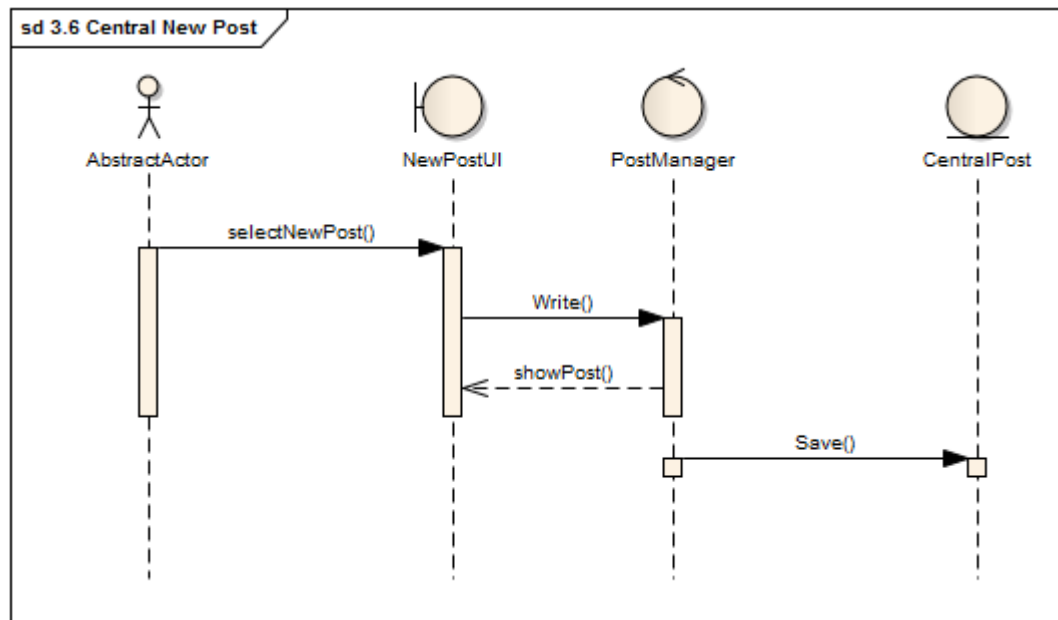 sd 3.6 Central New Post
AbstractActor
NewPostUI
PostManager
CentralPost
selectNewPost()
Write()
showPost()
Save()